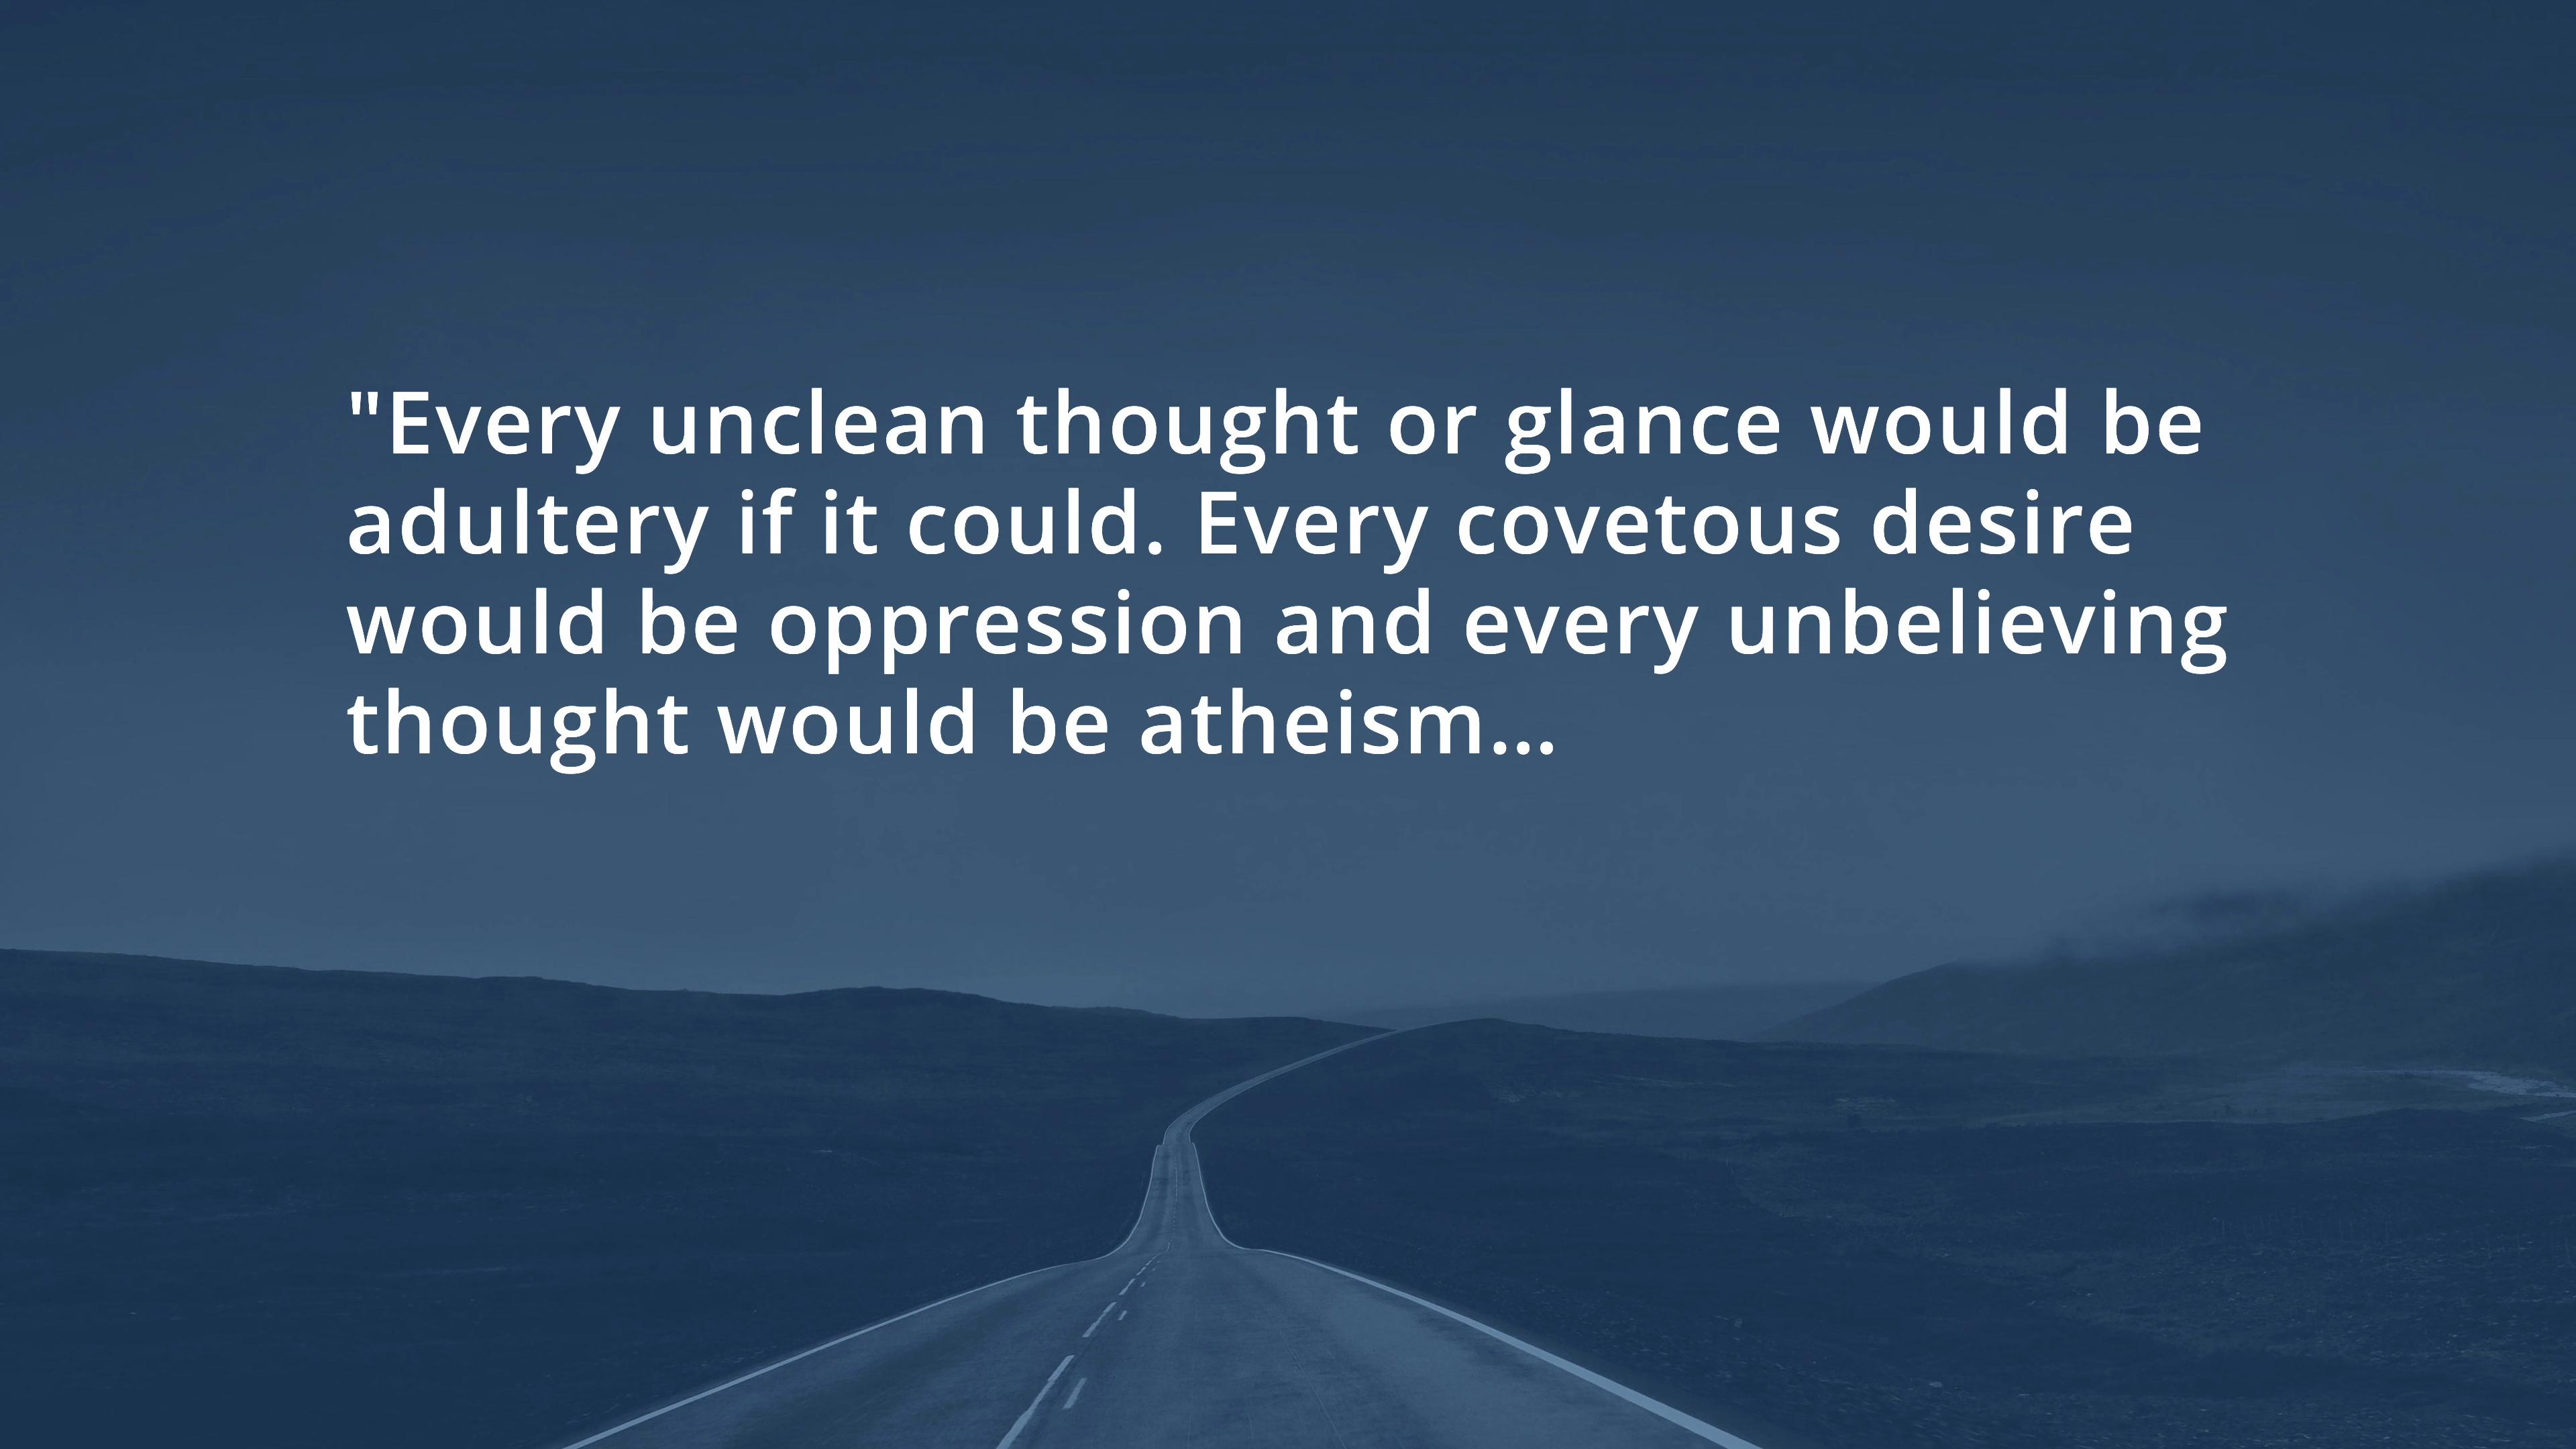 "Every unclean thought or glance would be
adultery if it could. Every covetous desire
would be oppression and every unbelieving
thought would be atheism...